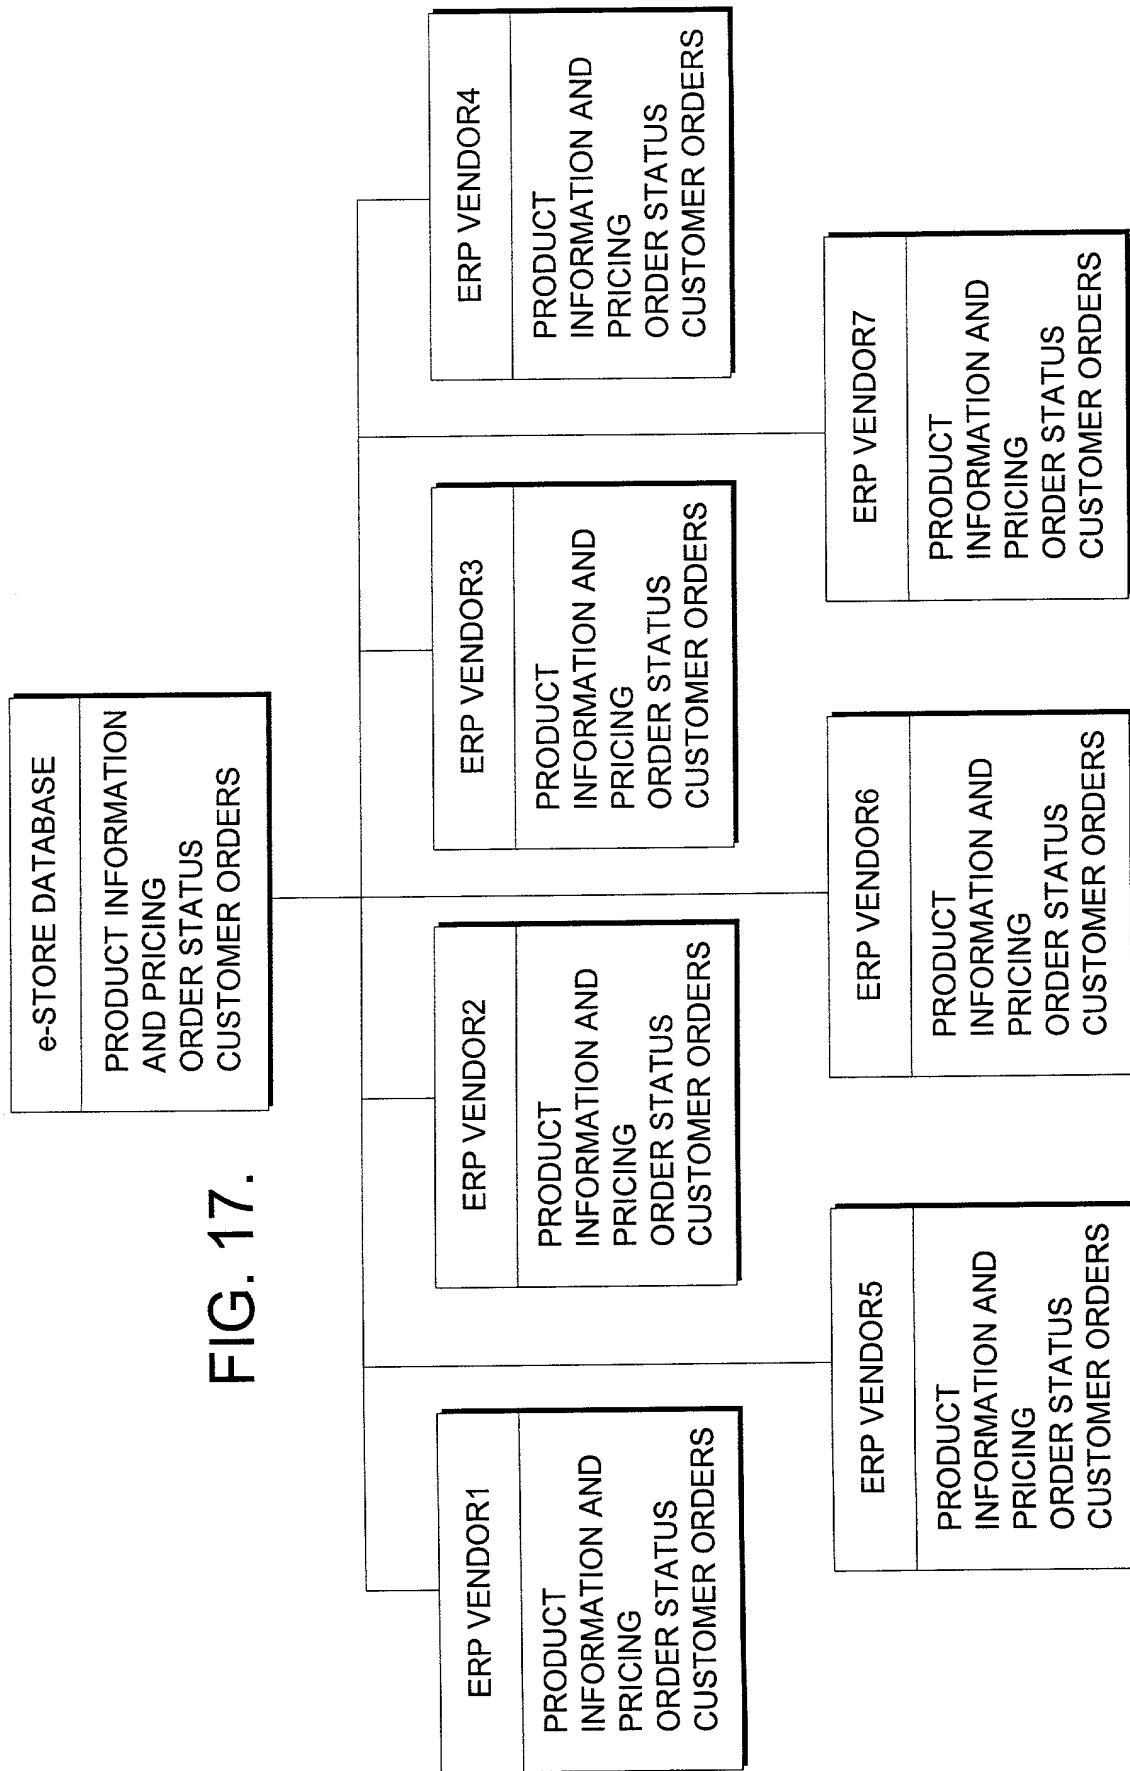 FIG. 17.
e-STORE DATABASE
PRODUCT INFORMATION
AND PRICING
ORDER STATUS
CUSTOMER ORDERS
ERP VENDOR1
PRODUCT
INFORMATION AND
PRICING
ORDER STATUS
CUSTOMER ORDERS
ERP VENDOR2
PRODUCT
INFORMATION AND
PRICING
ORDER STATUS
CUSTOMER ORDERS
ERP VENDOR3
PRODUCT
INFORMATION AND
PRICING
ORDER STATUS
CUSTOMER ORDERS
ERP VENDOR4
PRODUCT
INFORMATION AND
PRICING
ORDER STATUS
CUSTOMER ORDERS
ERP VENDOR5
PRODUCT
INFORMATION AND
PRICING
ORDER STATUS
CUSTOMER ORDERS
ERP VENDOR6
PRODUCT
INFORMATION AND
PRICING
ORDER STATUS
CUSTOMER ORDERS
ERP VENDOR7
PRODUCT
INFORMATION AND
PRICING
ORDER STATUS
CUSTOMER ORDERS